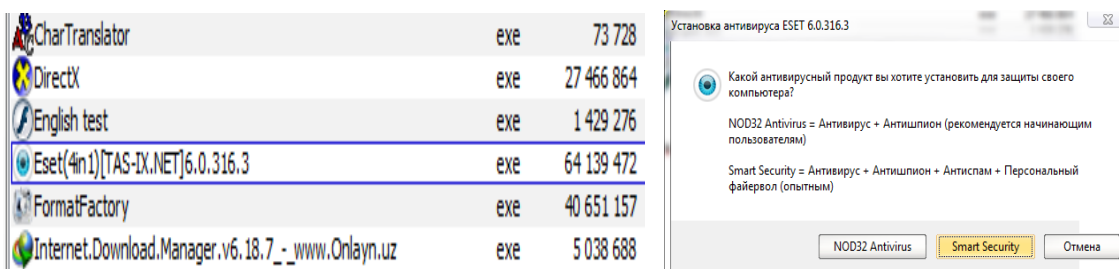 CharTranslator exe 73 728
DirectX exe 27 466 864
English test exe 1 429 276
Eset(4in1)[TAS-IX.NET]6.0.316.3 exe 64 139 472
FormatFactory exe 40 651 157
Internet.Download.Manager.v6.18.7_-_www.Onlayn.uz exe 5 038 688
Установка антивируса ESET 6.0.316.3
Какой антивирусный продукт вы хотите установить для защиты своего
компьютера?
NOD32 Antivirus = Антивирус + Антишпион (рекомендуется начинающим
пользователям)
Smart Security = Антивирус + Антишпион + Антиспам + Персональный
файервол (опытным)
NOD32 Antivirus Smart Security Отмена